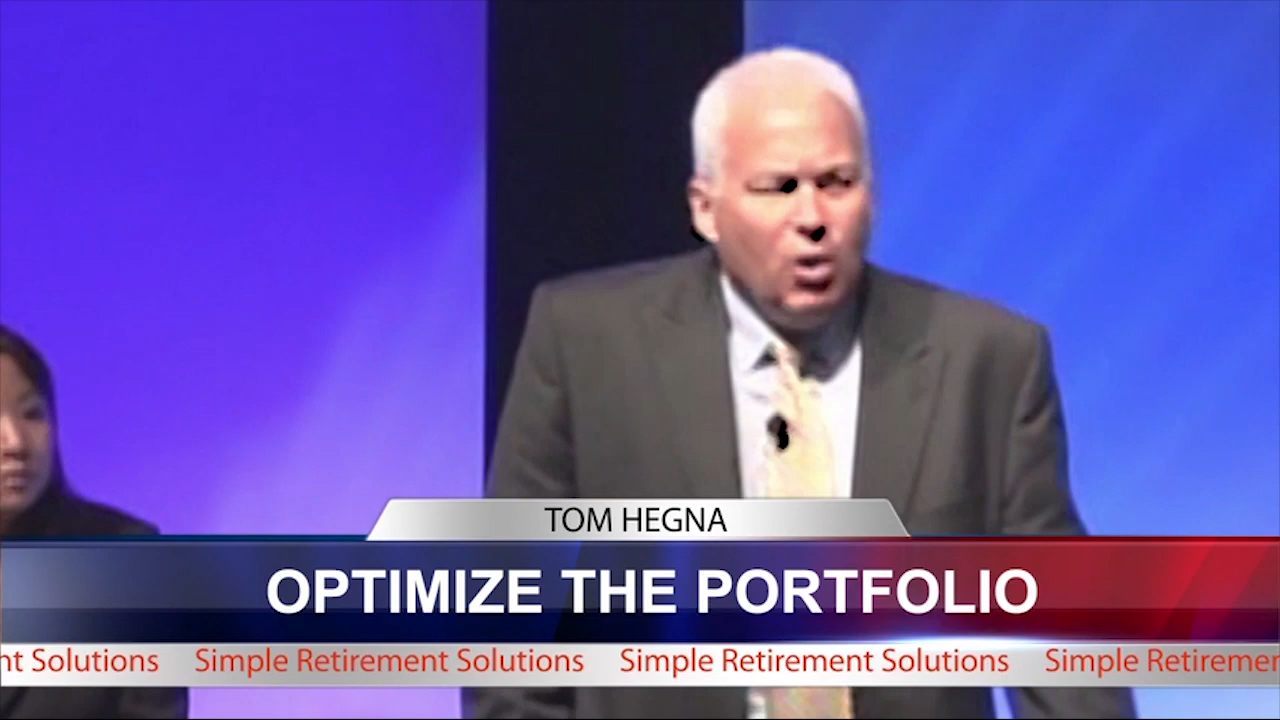 TOM HEGNA
OPTIMIZE THE PORTFOLIO
nt Solutions Simple Retirement Solutions Simple Retirement Solutions Simple Retiremen